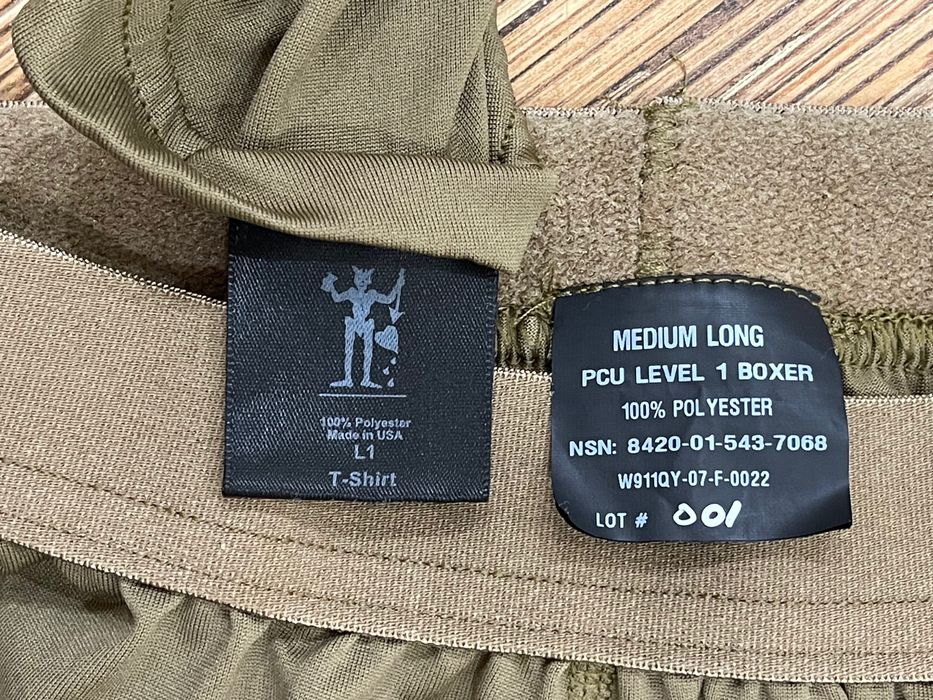 100% Polyester
Made in USA
L1
T-Shirt
MEDIUM LONG
PCU LEVEL 1 BOXER
100% POLYESTER
NSN: 8420-01-543-7068
W911QY-07-F-0022
LOT # 001